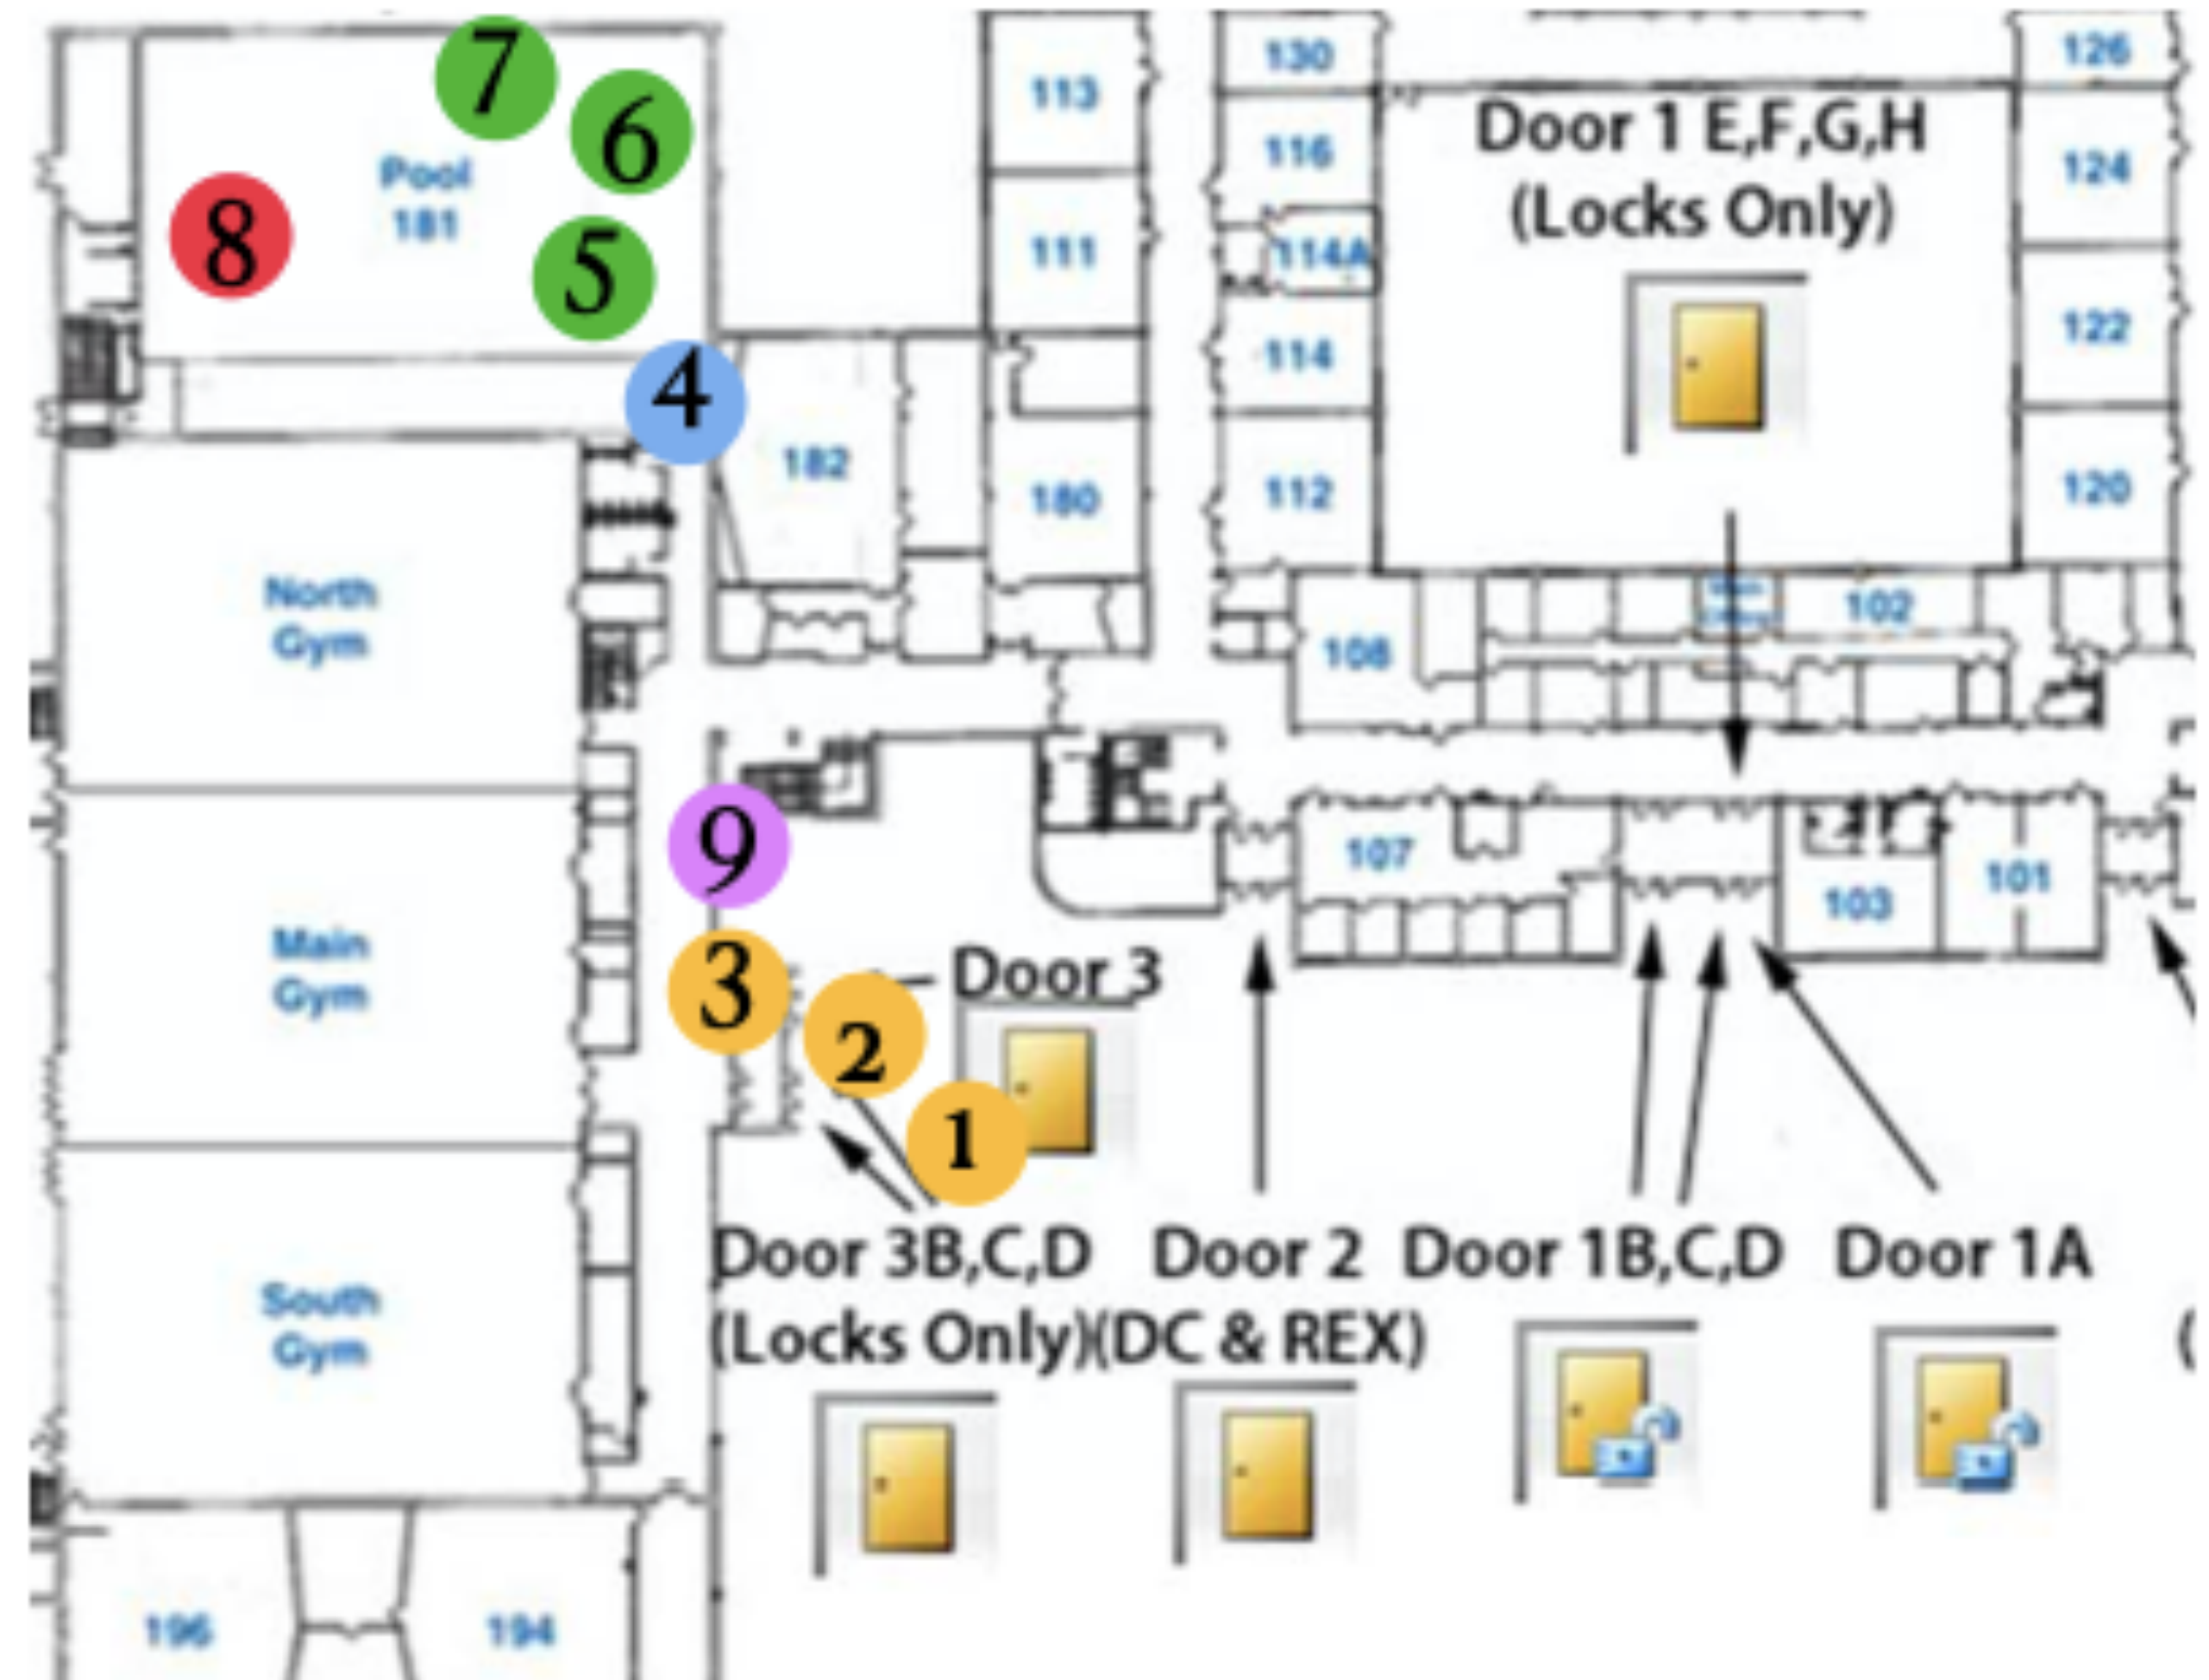 7
6
8
5
4
9
3
2
1
Pool
181
North
Gym
Main
Gym
South
Gym
196
194
182
113
111
180
130
116
114A
114
112
108
Door 1 E,F,G,H
(Locks Only)
126
124
122
120
102
107
103
101
Door 3
Door 3B,C,D
(Locks Only)
Door 2
(DC & REX)
Door 1B,C,D
Door 1A
(